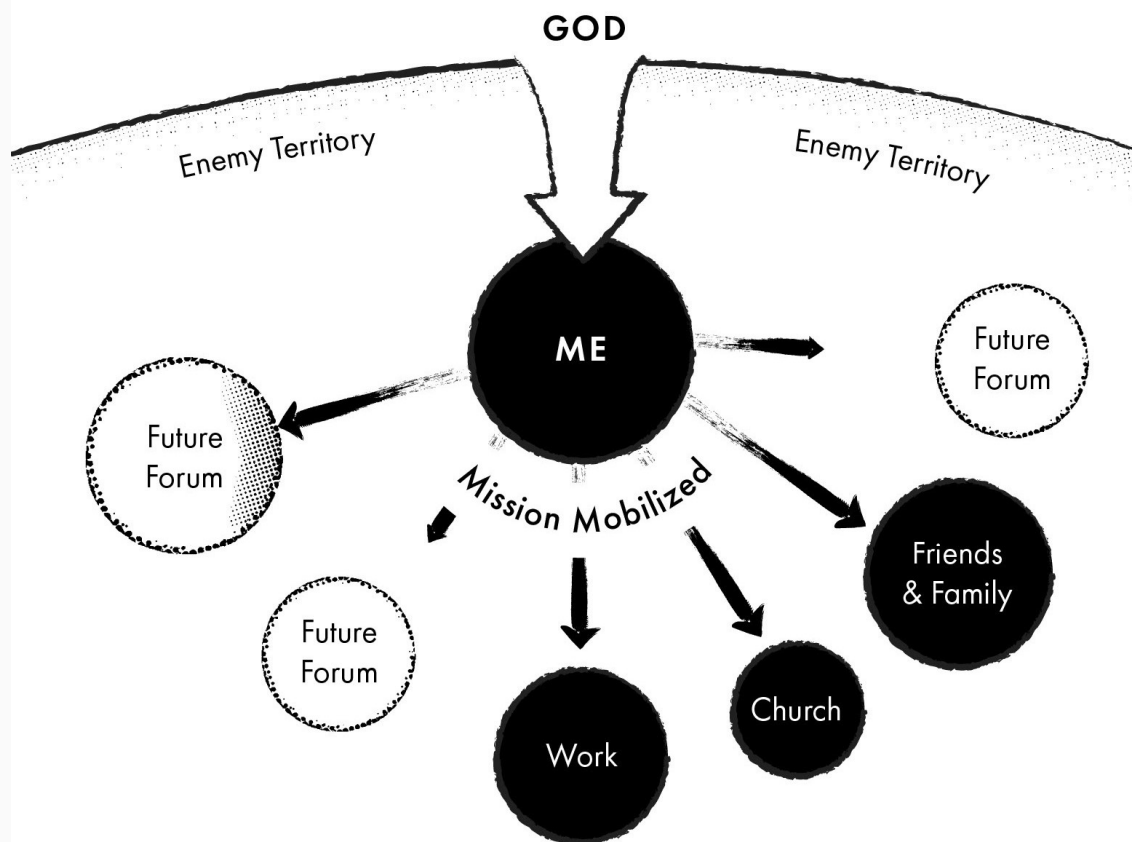 GOD
Enemy Territory
Enemy Territory
ME
Future
Forum
Future
Forum
Mission Mobilized
Friends
& Family
Future
Forum
Church
Work